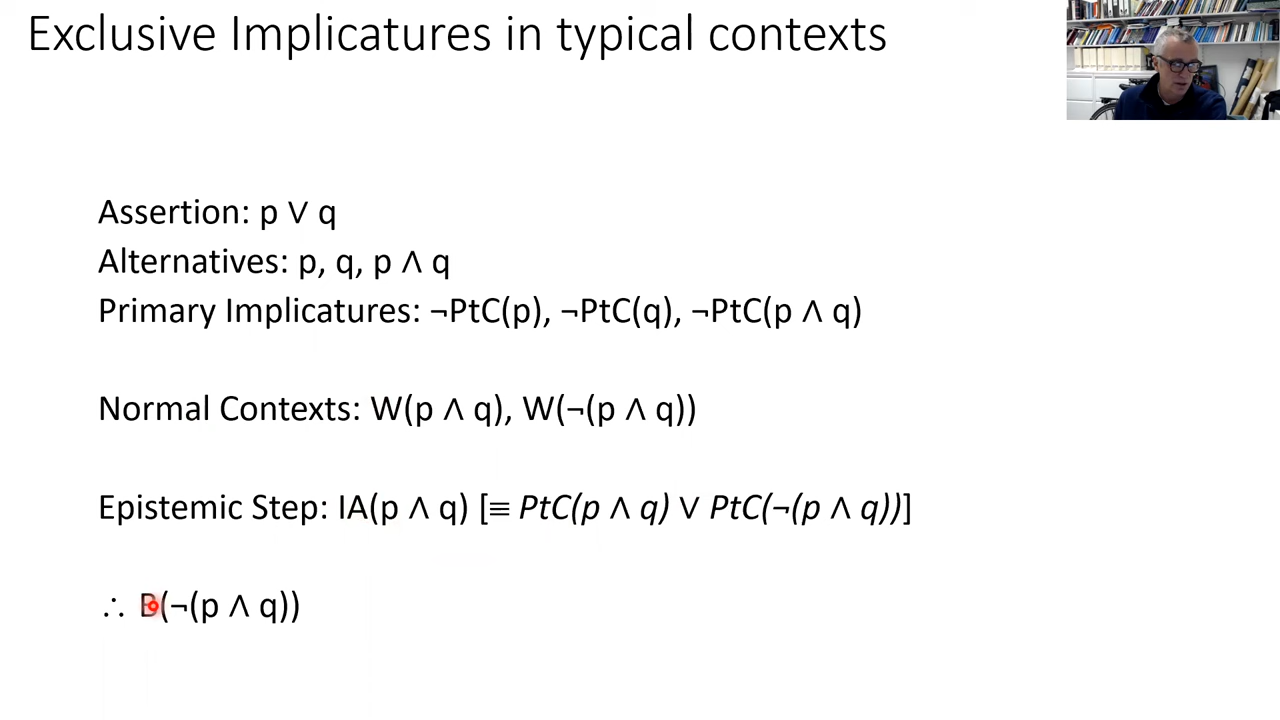 Exclusive Implicatures in typical contexts
Assertion: p ∨ q
Alternatives: p, q, p ∧ q
Primary Implicatures: ¬PtC(p), ¬PtC(q), ¬PtC(p ∧ q)
Normal Contexts: W(p ∧ q), W(¬(p ∧ q))
Epistemic Step: IA(p ∧ q) [≡ PtC(p ∧ q) ∨ PtC(¬(p ∧ q))]
∴ B(¬(p ∧ q))